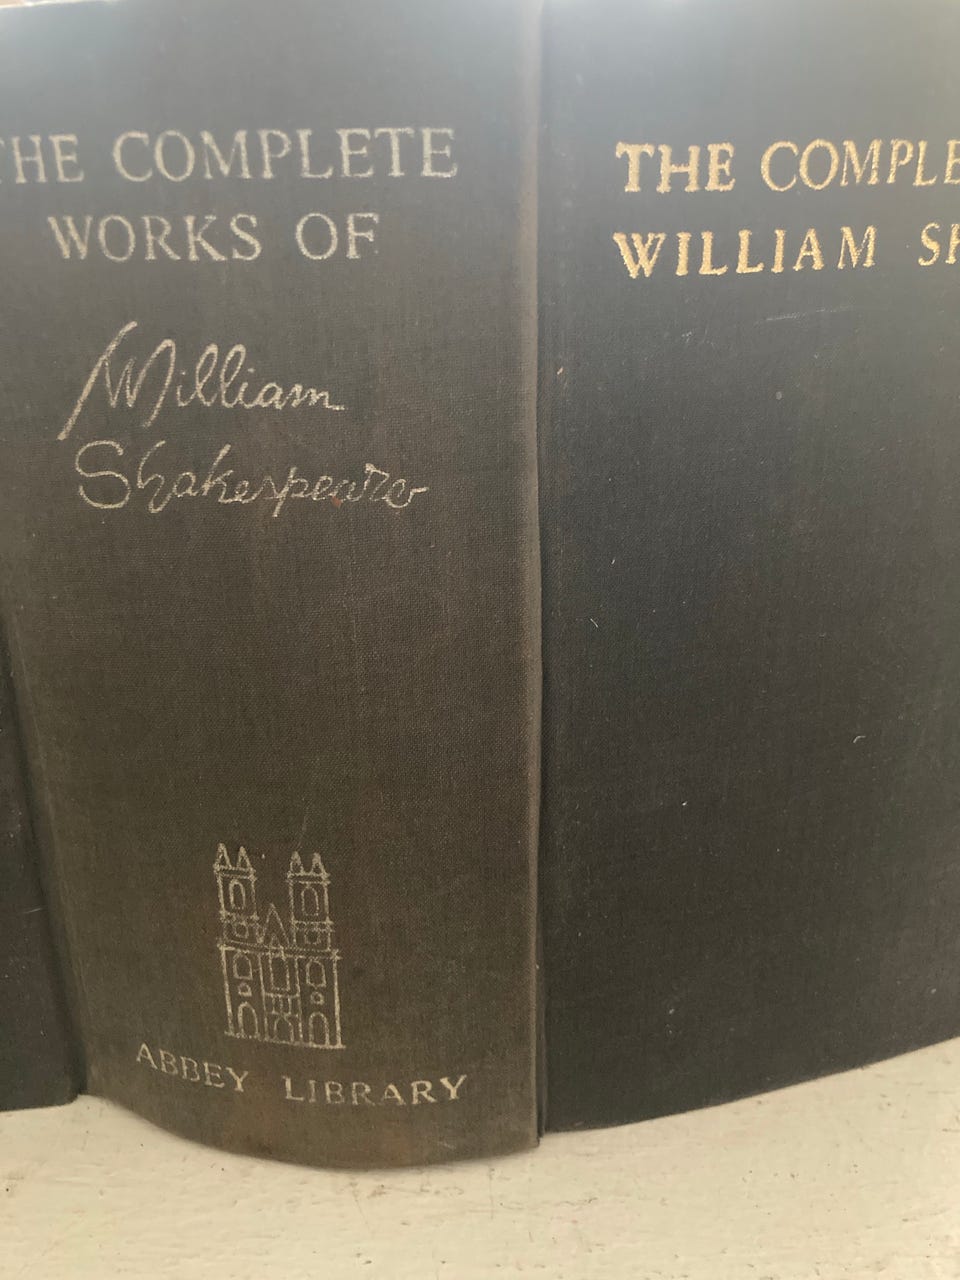 THE COMPLETE
WORKS OF
William
Shakespeare
ABBEY LIBRARY
THE COMPLE
WILLIAM SH